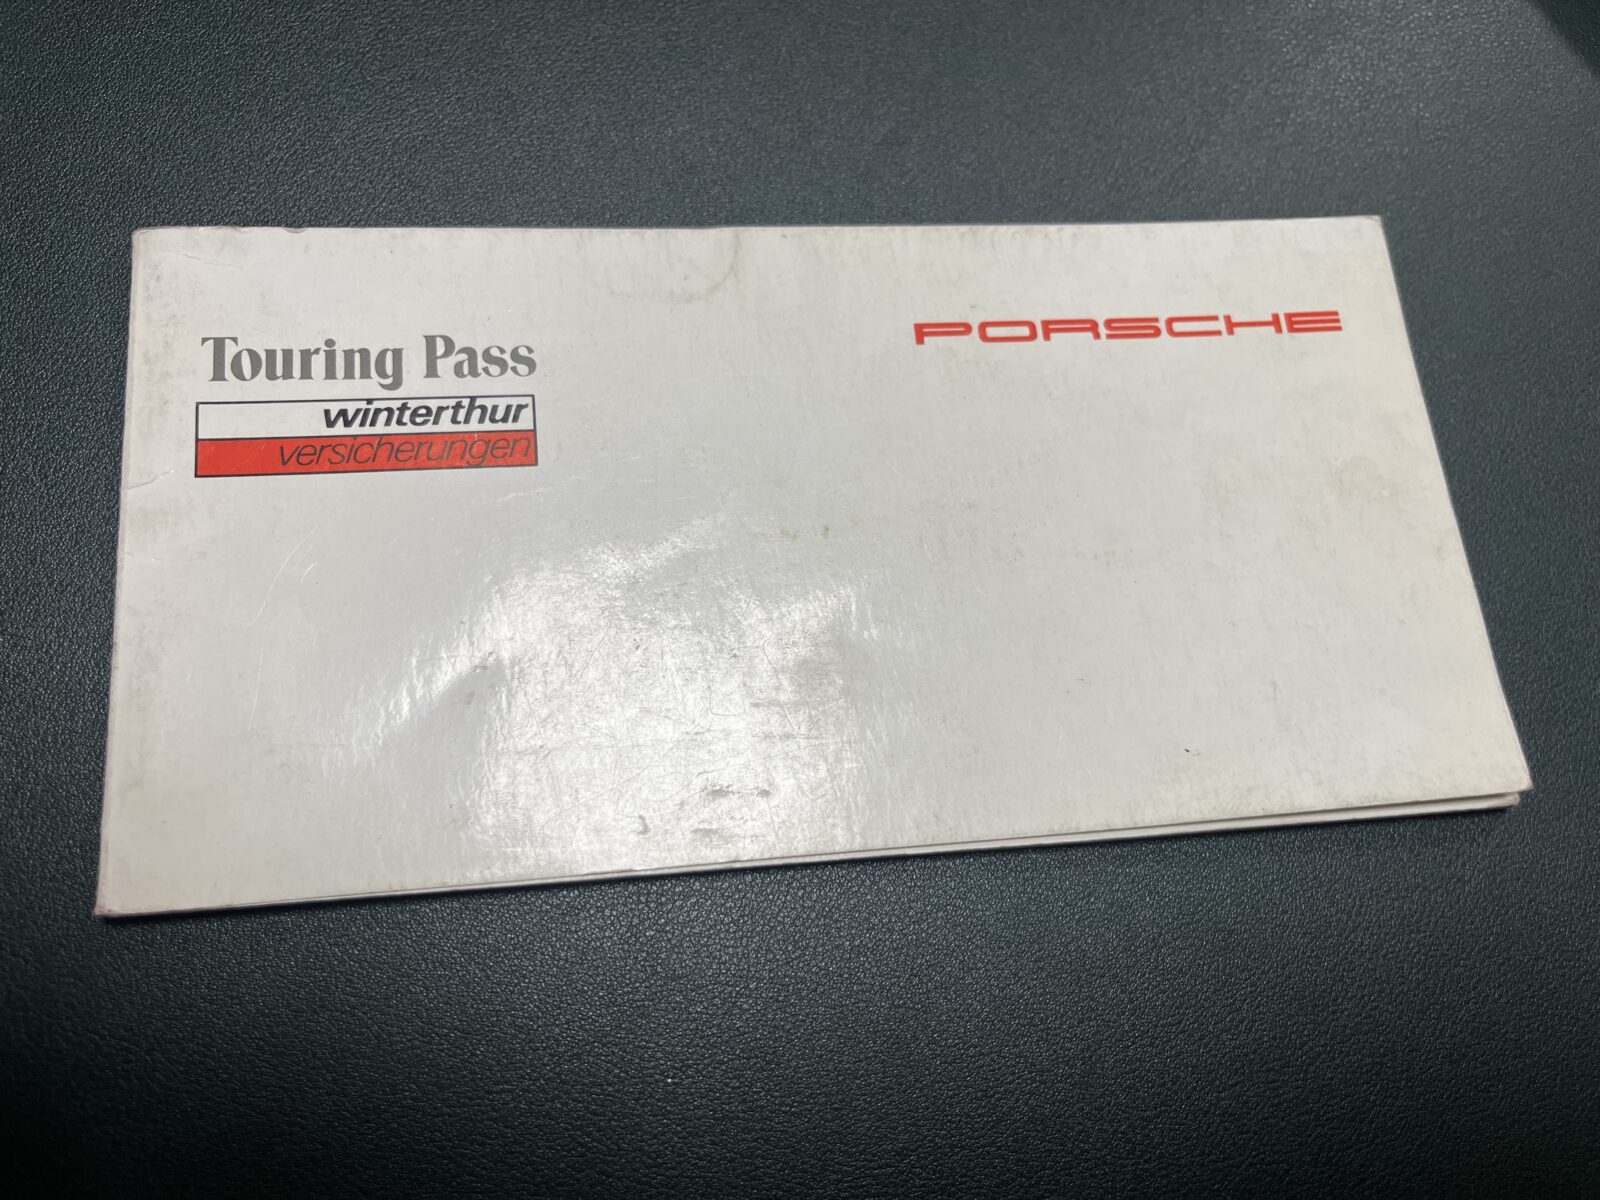 Touring Pass
winterthur
versicherungen
PORSCHE